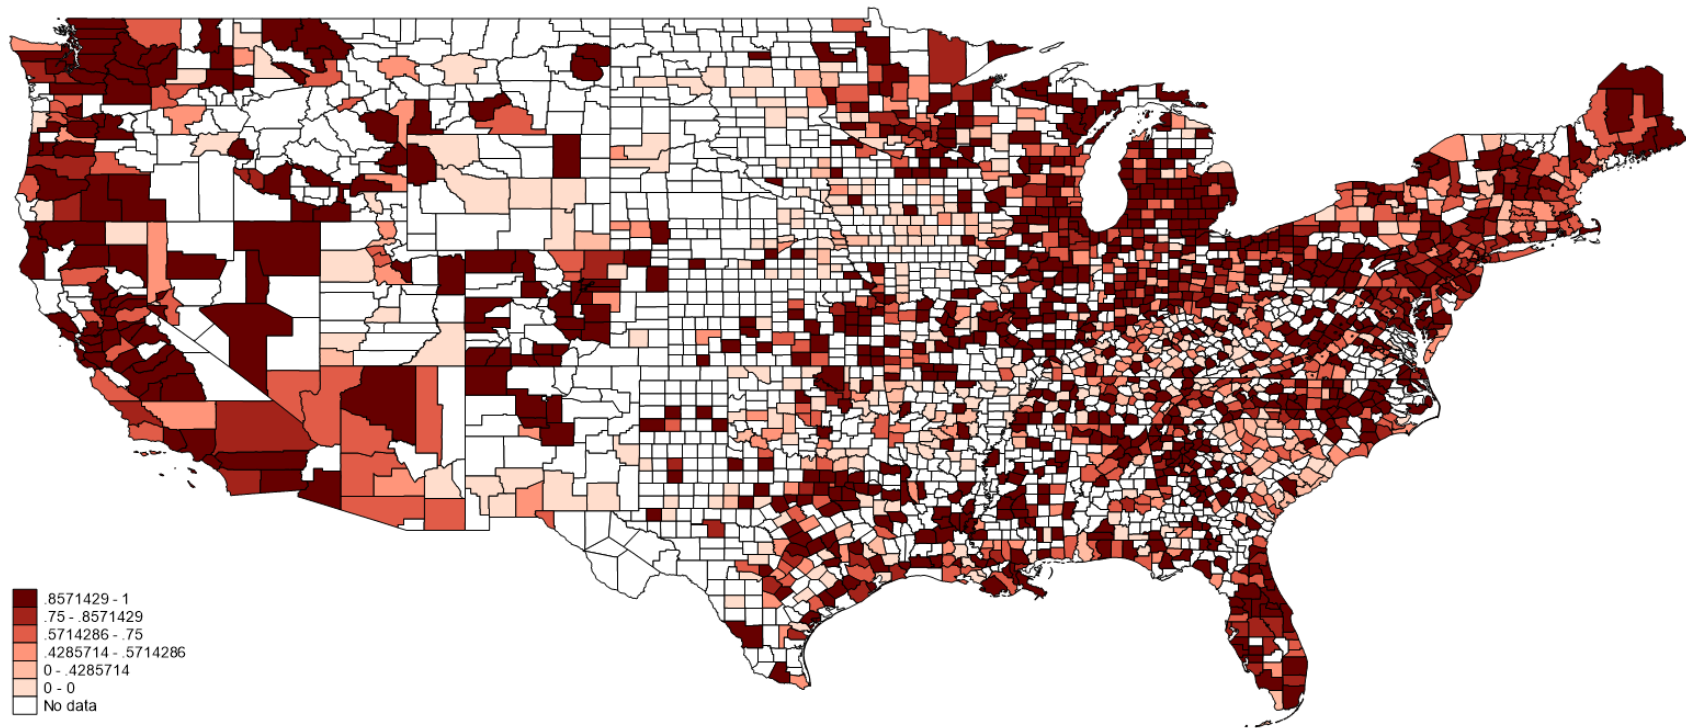 .8571429 - 1
.75 - .8571429
.5714286 - .75
.4285714 - .5714286
0 - .4285714
0 - 0
No data